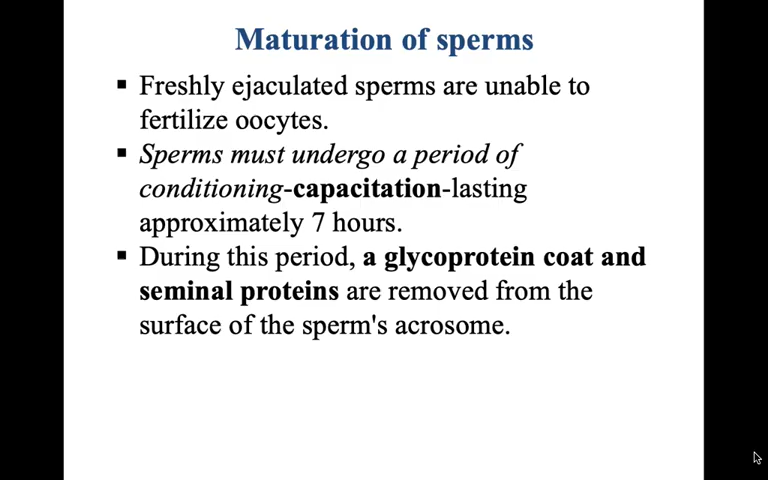 Maturation of sperms
▪ Freshly ejaculated sperms are unable to
fertilize oocytes.
▪ Sperms must undergo a period of
conditioning-capacitation-lasting
approximately 7 hours.
▪ During this period, a glycoprotein coat and
seminal proteins are removed from the
surface of the sperm's acrosome.